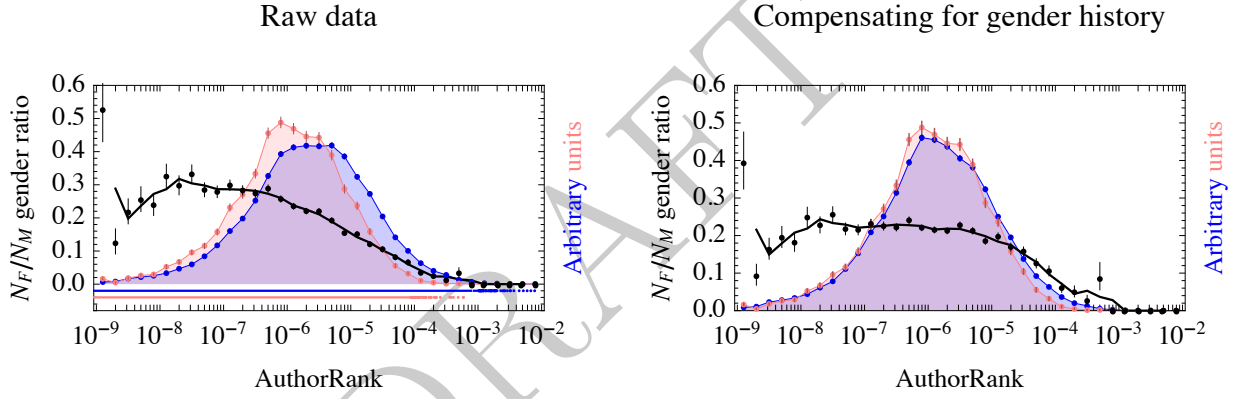 Raw data
N_F/N_M gender ratio
0.6
0.5
0.4
0.3
0.2
0.1
0.0
10⁻⁹ 10⁻⁸ 10⁻⁷ 10⁻⁶ 10⁻⁵ 10⁻⁴ 10⁻³ 10⁻²
AuthorRank
Arbitrary units
Compensating for gender history
N_F/N_M gender ratio
0.6
0.5
0.4
0.3
0.2
0.1
0.0
10⁻⁹ 10⁻⁸ 10⁻⁷ 10⁻⁶ 10⁻⁵ 10⁻⁴ 10⁻³ 10⁻²
AuthorRank
Arbitrary units
DRAFT